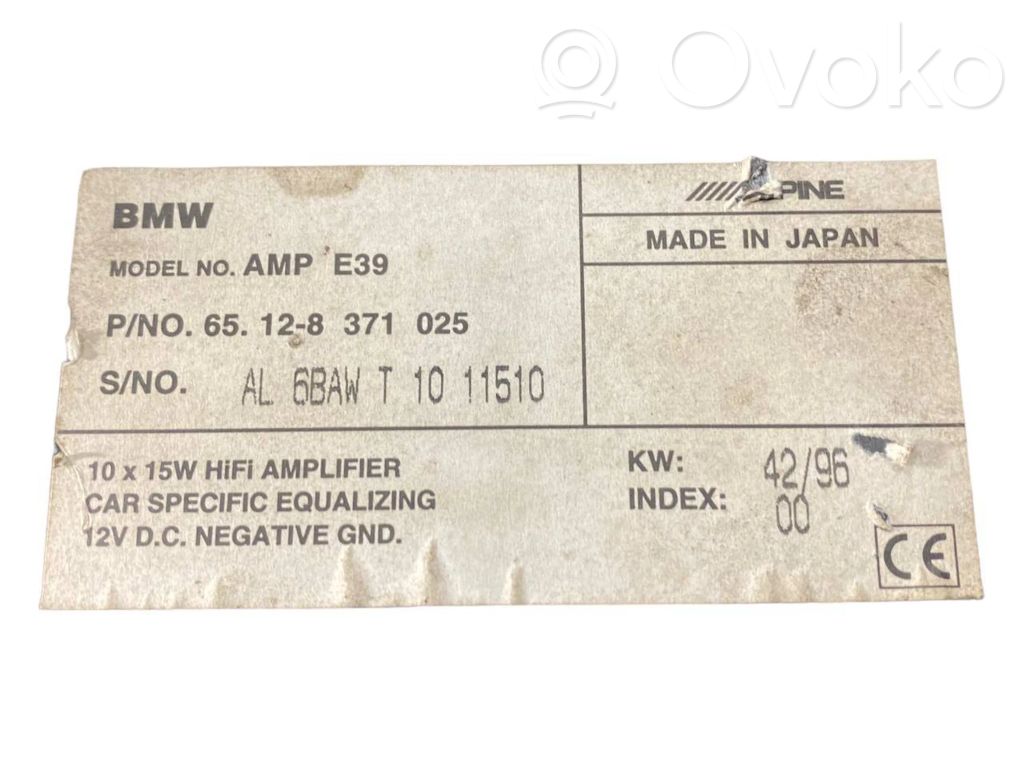 Ovoko
BMW
MODEL NO. AMP E39
P/NO. 65. 12-8 371 025
S/NO. AL 6BAW T 10 11510
PINE
MADE IN JAPAN
10 x 15W HiFi AMPLIFIER
CAR SPECIFIC EQUALIZING
12V D.C. NEGATIVE GND.
KW: 42/96
INDEX: 00
CE